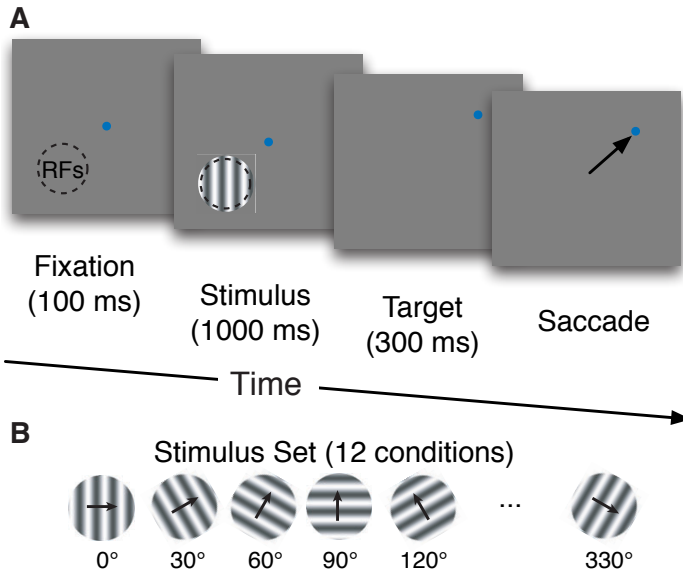 A
RFs
Fixation
(100 ms)
Stimulus
(1000 ms)
Target
(300 ms)
Saccade
Time
B
Stimulus Set (12 conditions)
...
0° 30° 60° 90° 120° 330°